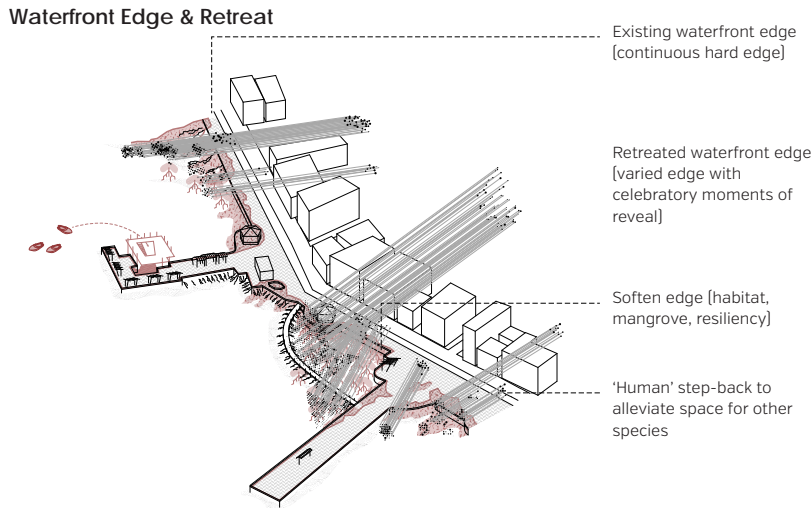 Waterfront Edge & Retreat
Existing waterfront edge
[continuous hard edge]
Retreated waterfront edge
[varied edge with
celebratory moments of
reveal]
Soften edge [habitat,
mangrove, resiliency]
‘Human’ step-back to
alleviate space for other
species